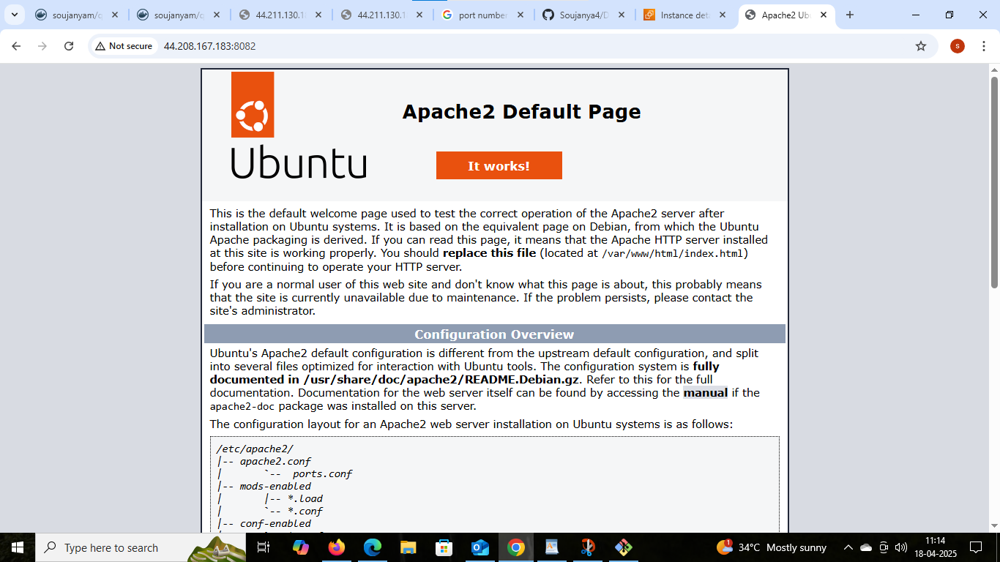 soujanyam/
soujanyam/
44.211.130.1
44.211.130.1
port number
Soujanya4/D
Instance det
Apache2 Ub
Not secure
44.208.167.183:8082
s
Apache2 Default Page
Ubuntu
It works!
This is the default welcome page used to test the correct operation of the Apache2 server after
installation on Ubuntu systems. It is based on the equivalent page on Debian, from which the Ubuntu
Apache packaging is derived. If you can read this page, it means that the Apache HTTP server installed
at this site is working properly. You should replace this file (located at /var/www/html/index.html)
before continuing to operate your HTTP server.
If you are a normal user of this web site and don't know what this page is about, this probably means
that the site is currently unavailable due to maintenance. If the problem persists, please contact the
site's administrator.
Configuration Overview
Ubuntu's Apache2 default configuration is different from the upstream default configuration, and split
into several files optimized for interaction with Ubuntu tools. The configuration system is fully
documented in /usr/share/doc/apache2/README.Debian.gz. Refer to this for the full
documentation. Documentation for the web server itself can be found by accessing the manual if the
apache2-doc package was installed on this server.
The configuration layout for an Apache2 web server installation on Ubuntu systems is as follows:
/etc/apache2/
|-- apache2.conf
|       `--  ports.conf
|-- mods-enabled
|       |-- *.load
|       `-- *.conf
|-- conf-enabled
Type here to search
1
34°C Mostly sunny
11:14
18-04-2025